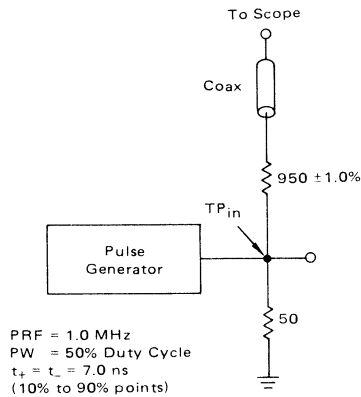 To Scope
Coax
950 ±1.0%
TPin
Pulse
Generator
50
PRF = 1.0 MHz
PW = 50% Duty Cycle
t+ = t– = 7.0 ns
(10% to 90% points)